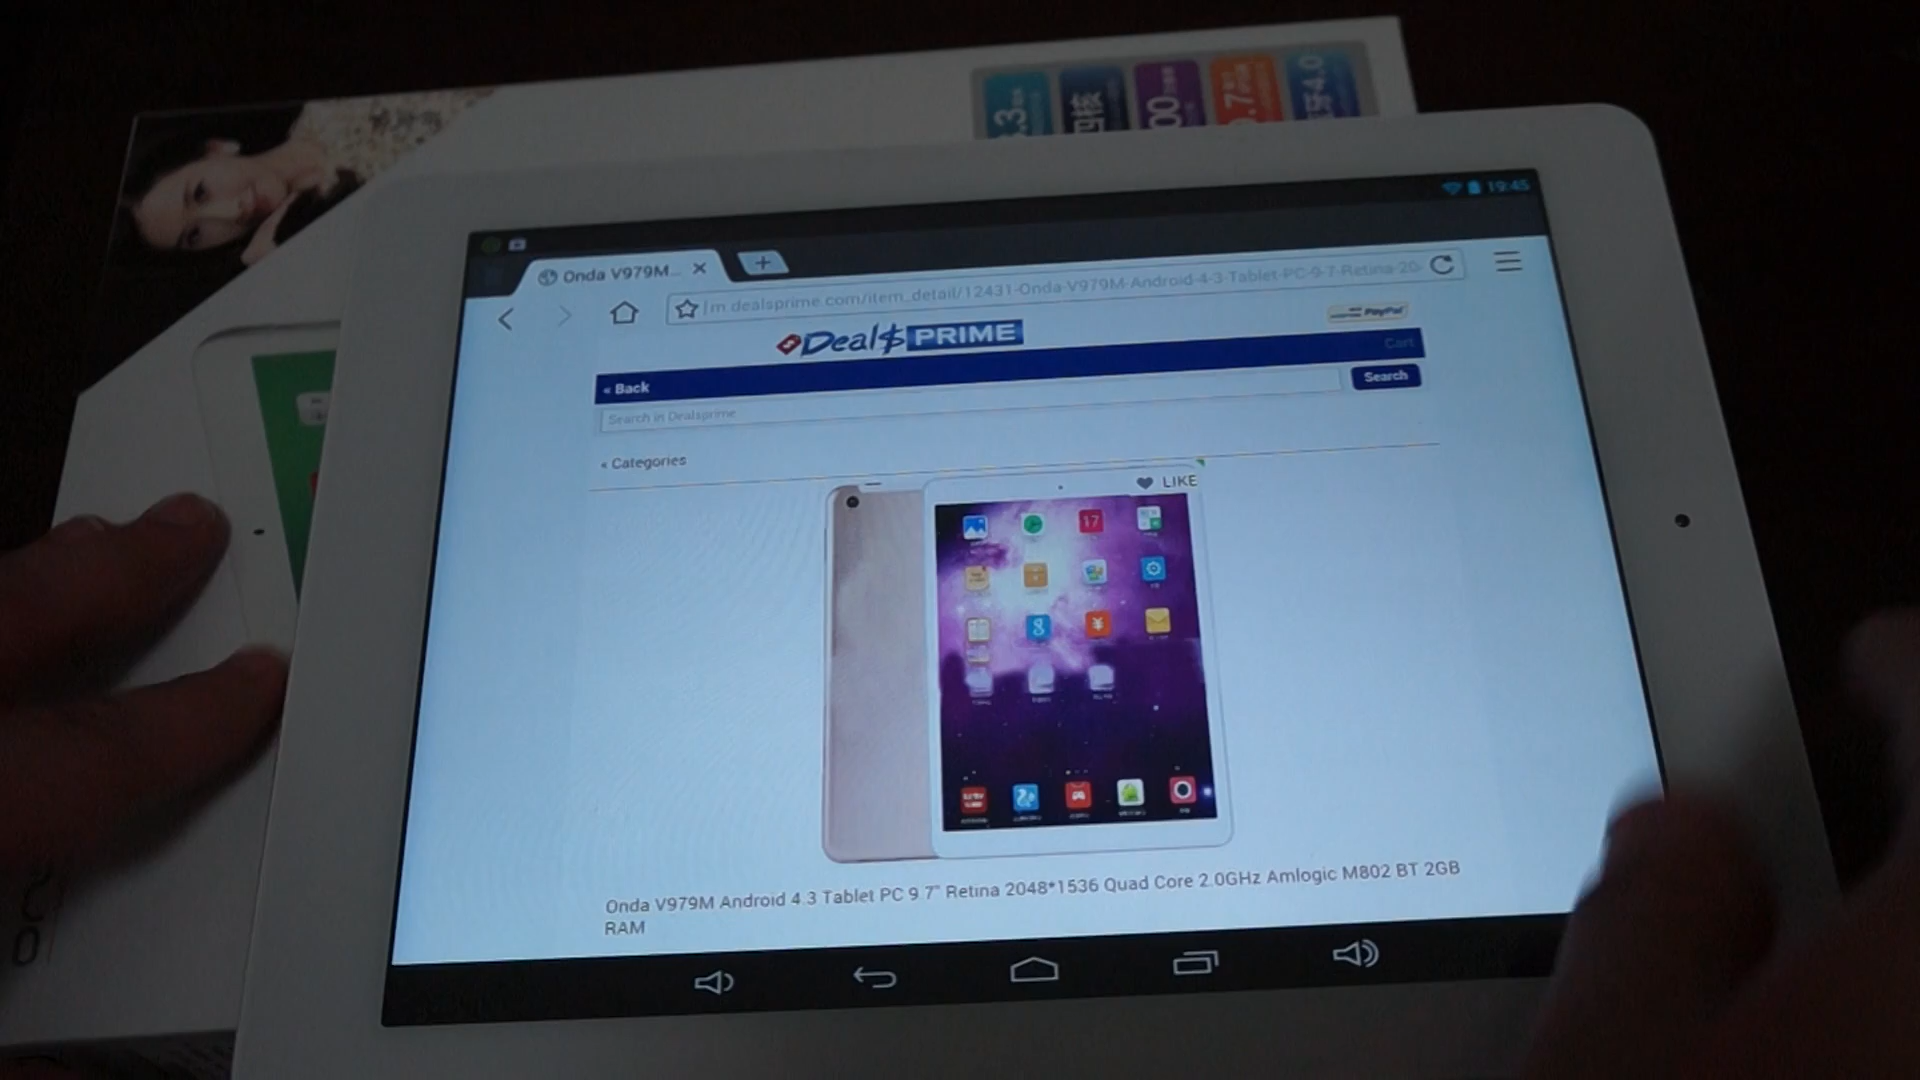 19:45
Onda V979M...
m.dealsprime.com/item_detail/12431-Onda-V979M-Android-4-3-Tablet-PC-9-7-Retina-20
Deal$PRIME
PayPal
Cart
« Back
Search in Dealsprime
Search
« Categories
LIKE
17
Onda V979M Android 4.3 Tablet PC 9.7" Retina 2048*1536 Quad Core 2.0GHz Amlogic M802 BT 2GB
RAM